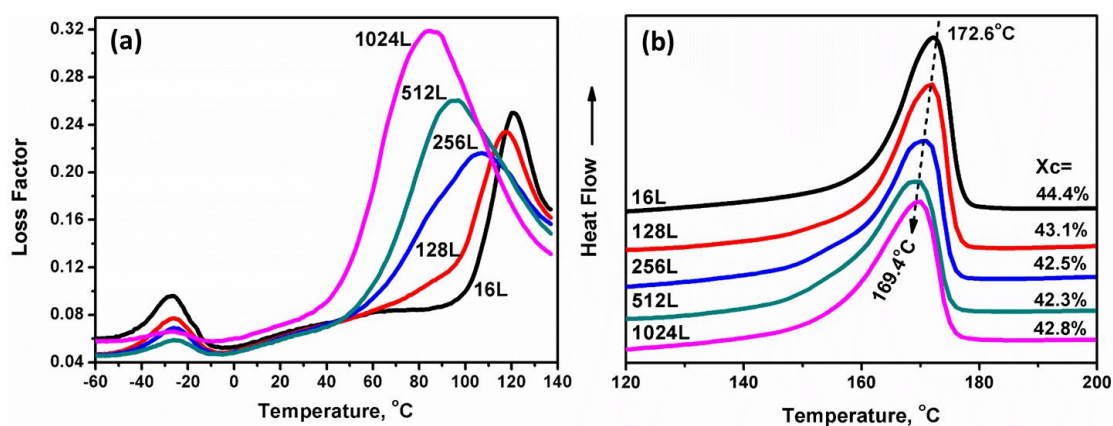 (a)
0.32
0.28
0.24
0.20
0.16
0.12
0.08
0.04
Loss Factor
1024L
512L
256L
128L
16L
-60 -40 -20 0 20 40 60 80 100 120 140
Temperature, °C
(b)
172.6°C
Heat Flow
Xc=
16L 44.4%
128L 43.1%
256L 42.5%
512L 42.3%
1024L 42.8%
169.4°C
120 140 160 180 200
Temperature, °C